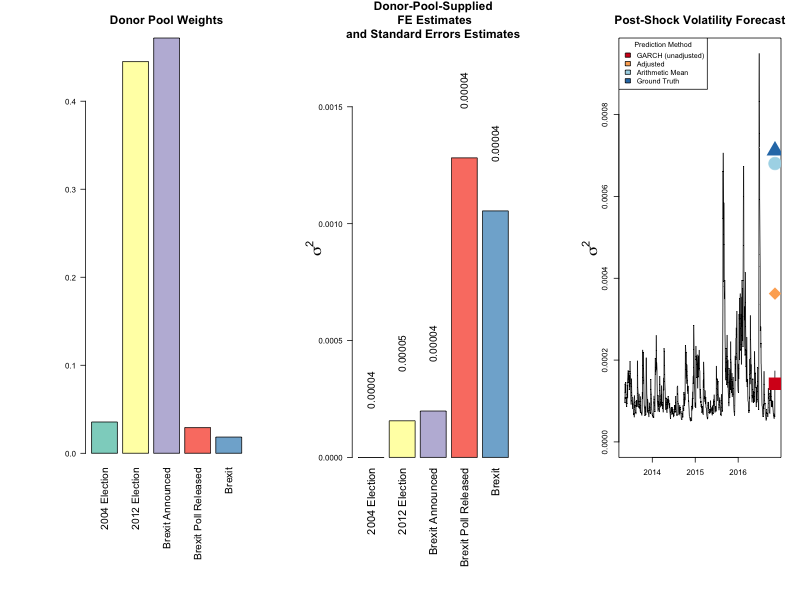 Donor Pool Weights
0.4
0.3
0.2
0.1
0.0
2004 Election
2012 Election
Brexit Announced
Brexit Poll Released
Brexit
Donor-Pool-Supplied
FE Estimates
and Standard Errors Estimates
σ2
0.0015
0.0010
0.0005
0.0000
0.00004
0.00005
0.00004
0.00004
0.00004
2004 Election
2012 Election
Brexit Announced
Brexit Poll Released
Brexit
Post-Shock Volatility Forecast
Prediction Method
GARCH (unadjusted)
Adjusted
Arithmetic Mean
Ground Truth
σ2
0.0008
0.0006
0.0004
0.0002
0.0000
2014
2015
2016